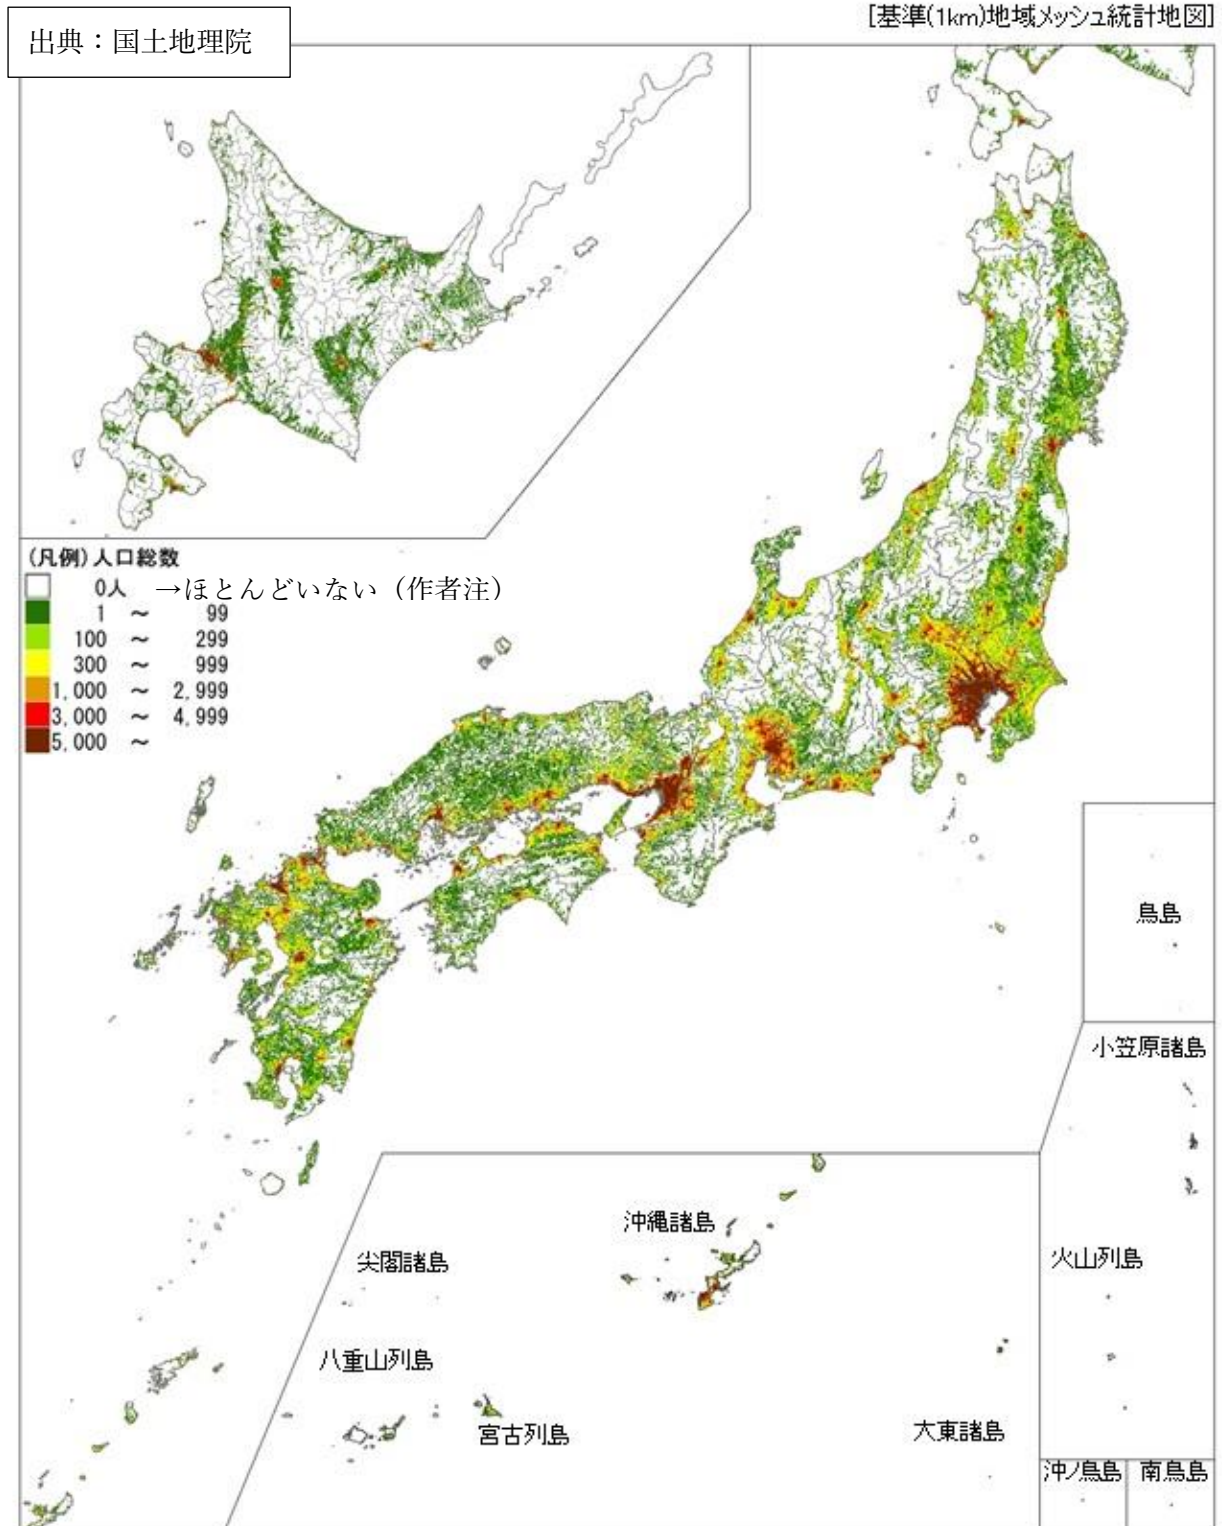 [基準(1km)地域メッシュ統計地図]
出典：国土地理院
(凡例)人口総数
0人 →ほとんどいない（作者注）
1 ～ 99
100 ～ 299
300 ～ 999
1,000 ～ 2,999
3,000 ～ 4,999
5,000 ～
鳥島
小笠原諸島
沖縄諸島
尖閣諸島
火山列島
八重山列島
宮古列島
大東諸島
沖ノ鳥島
南鳥島